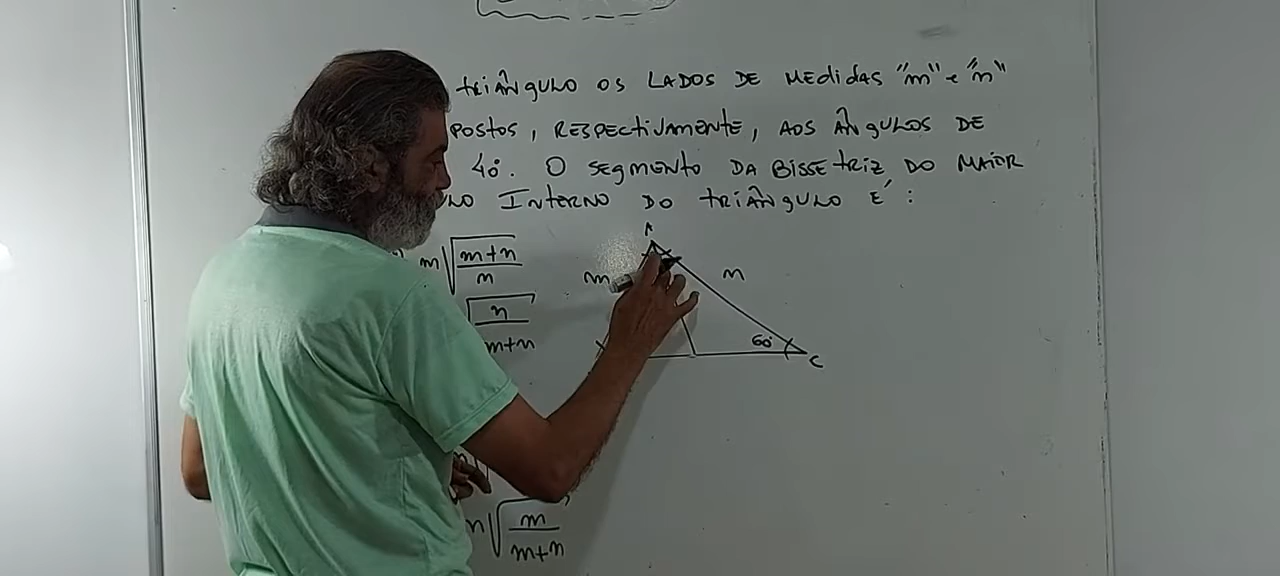 TRIÂNGULO OS LADOS DE MEDIDAS "m" e "n"
POSTOS, RESPECTIVAMENTE, AOS ÂNGULOS DE
40°. O SEGMENTO DA BISSETRIZ DO MAIOR
INTERNO DO TRIÂNGULO É:
m√(m+n)/m
A
m
m
√n/m+n
60°
C
n√m/m+n